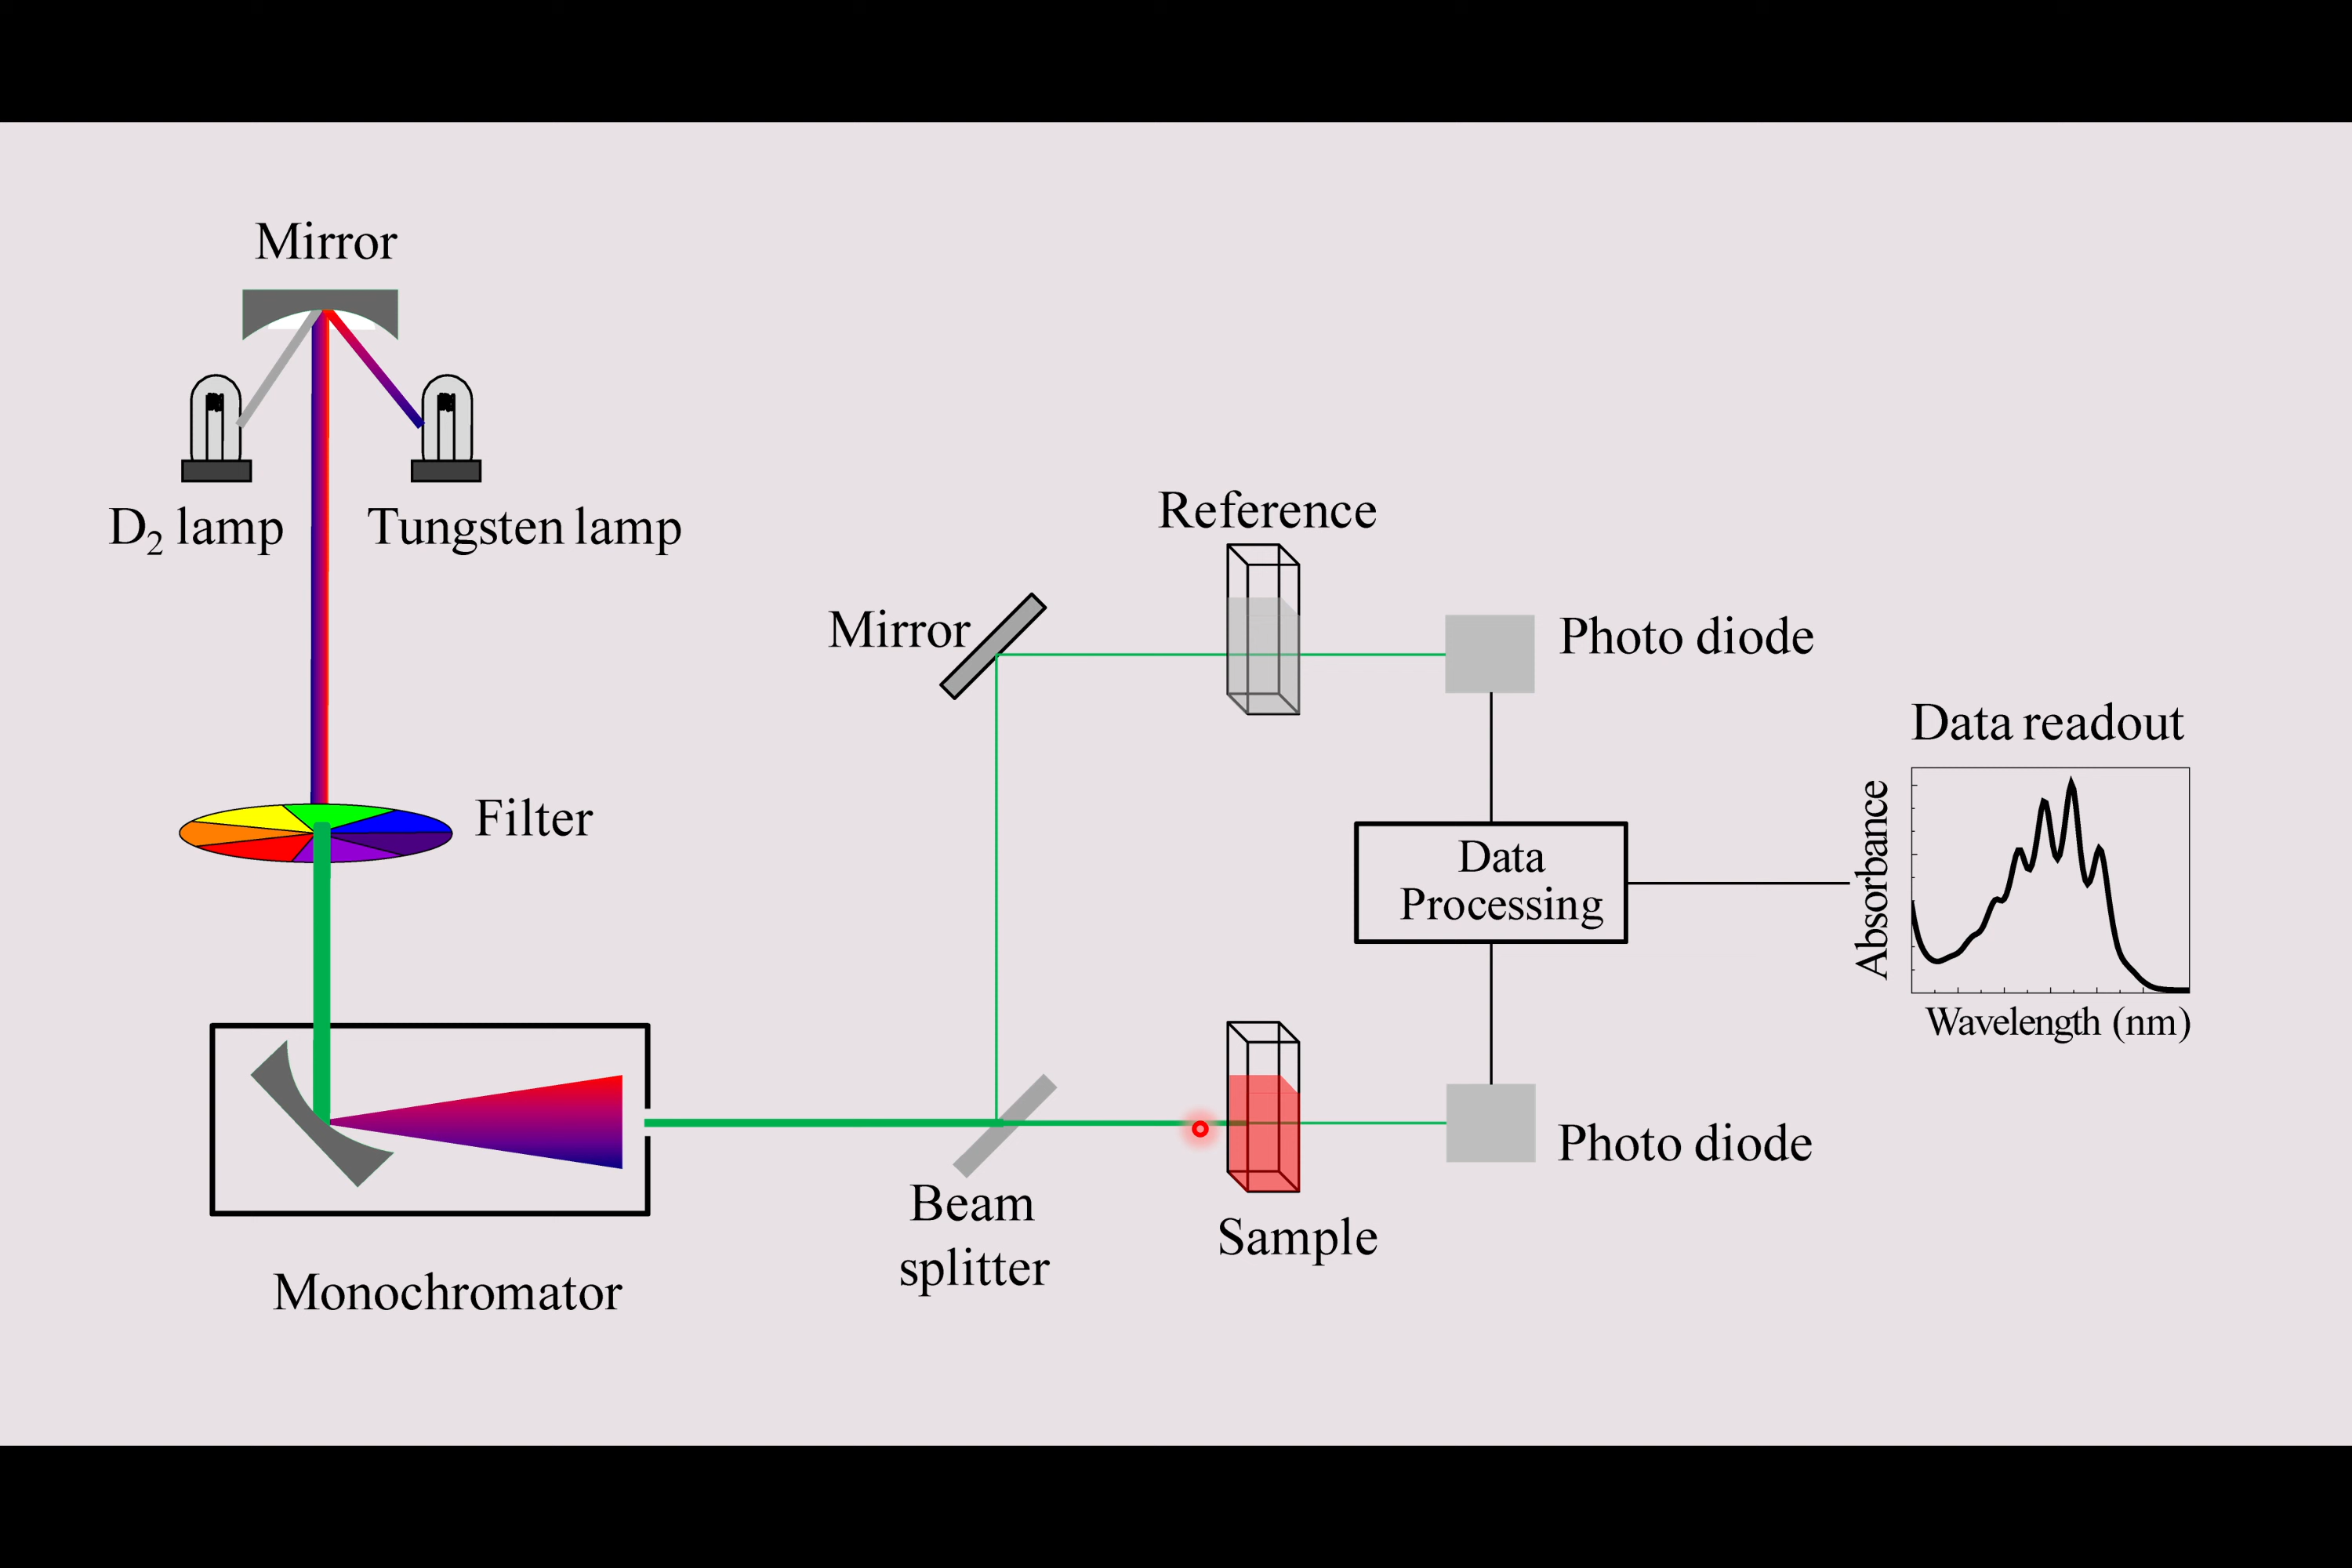 Mirror
D₂ lamp
Tungsten lamp
Filter
Monochromator
Mirror
Beam
splitter
Reference
Sample
Photo diode
Data
Processing
Photo diode
Data readout
Absorbance
Wavelength (nm)